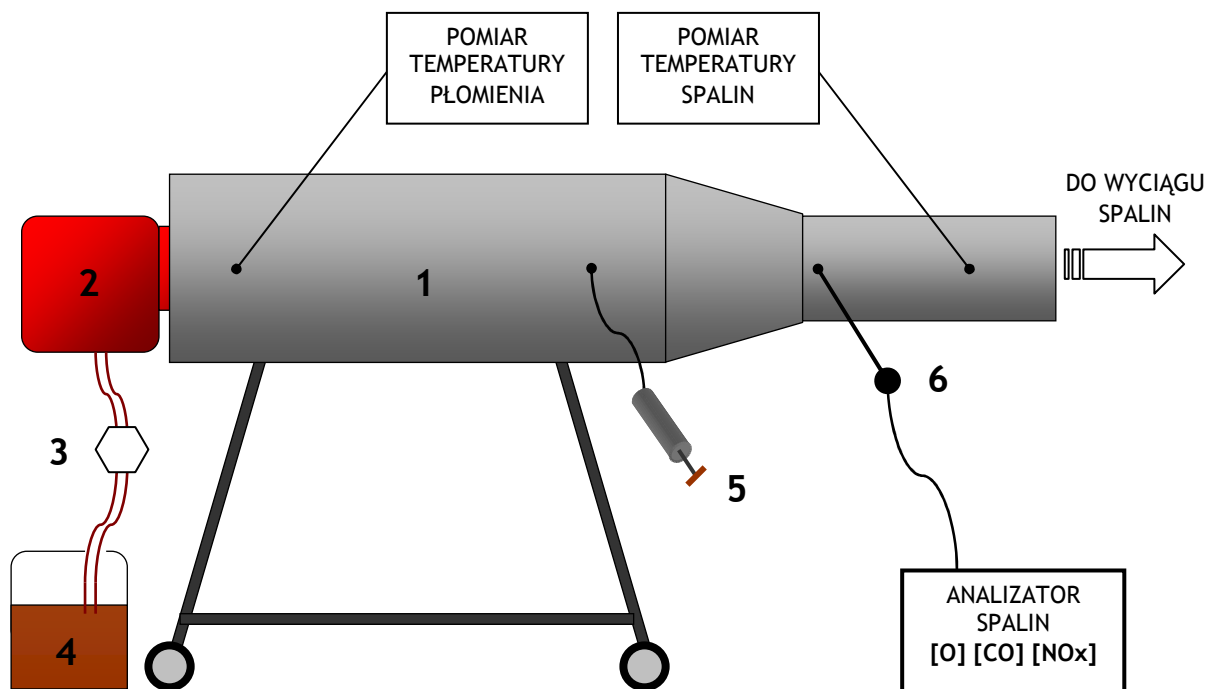 POMIAR
TEMPERATURY
PŁOMIENIA
POMIAR
TEMPERATURY
SPALIN
DO WYCIĄGU
SPALIN
2
1
3
4
5
6
ANALIZATOR
SPALIN
[O] [CO] [NOx]